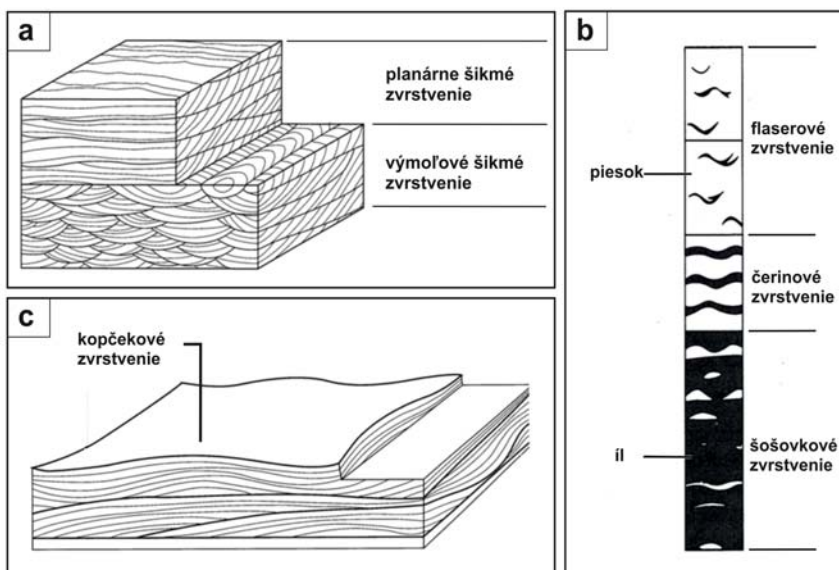 a
planárne šikmé
zvrstvenie
výmoľové šikmé
zvrstvenie
b
flaserové
zvrstvenie
piesok
čerinové
zvrstvenie
íl
šošovkové
zvrstvenie
c
kopčekové
zvrstvenie